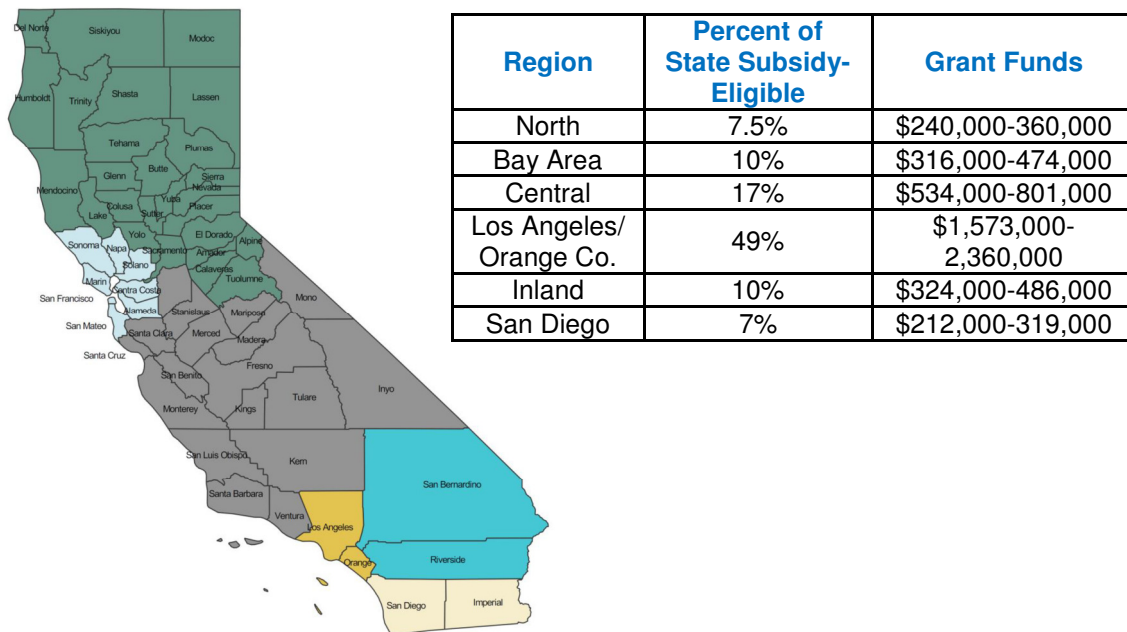 Del Norte
Siskiyou
Modoc
Humboldt
Trinity
Shasta
Lassen
Tehama
Plumas
Glenn
Butte
Sierra
Nevada
Mendocino
Colusa
Yuba
Placer
Lake
Sutter
Yolo
El Dorado
Alpine
Sonoma
Napa
Sacramento
Amador
Solano
Calaveras
Tuolumne
Marin
Contra Costa
Mono
San Francisco
Alameda
Stanislaus
Mariposa
San Mateo
Santa Clara
Merced
Madera
Santa Cruz
Fresno
San Benito
Inyo
Monterey
Kings
Tulare
San Luis Obispo
Kern
Santa Barbara
San Bernardino
Ventura
Los Angeles
Orange
Riverside
San Diego
Imperial
Region
Percent of
State Subsidy-
Eligible
Grant Funds
North 7.5% $240,000-360,000
Bay Area 10% $316,000-474,000
Central 17% $534,000-801,000
Los Angeles/
Orange Co.
49%
$1,573,000-
2,360,000
Inland 10% $324,000-486,000
San Diego 7% $212,000-319,000